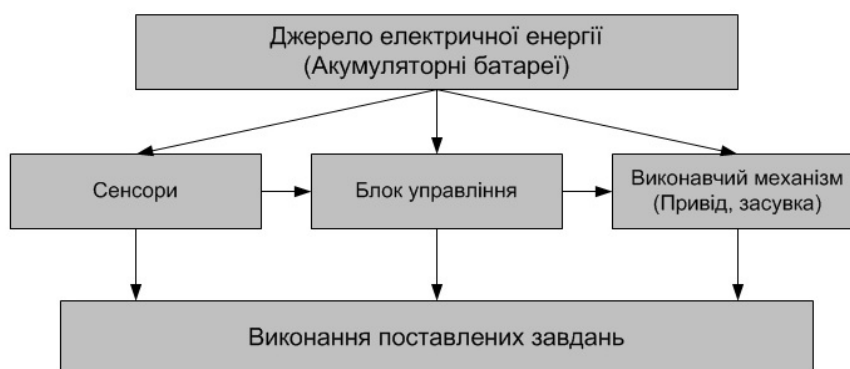 Джерело електричної енергії
(Акумуляторні батареї)
Сенсори
Блок управління
Виконавчий механізм
(Привід, засувка)
Виконання поставлених завдань